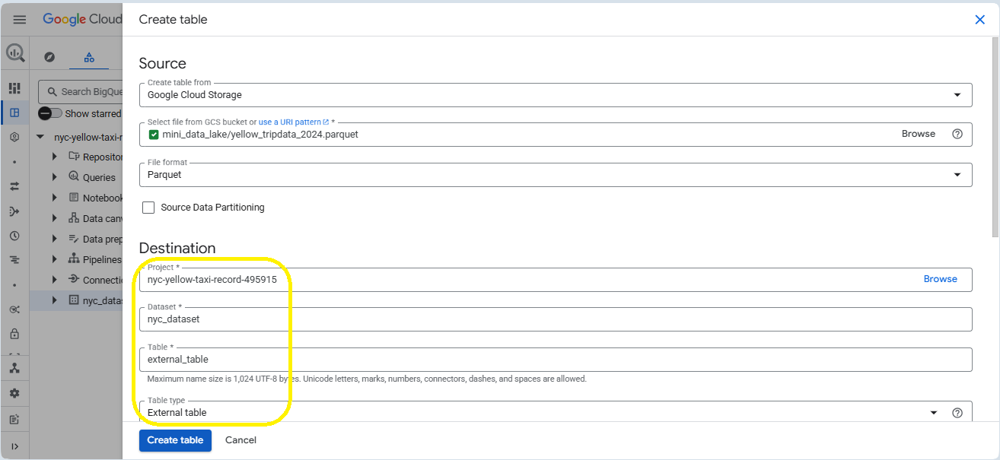 Google Cloud
Create table
Search BigQue
Show starred
nyc-yellow-taxi-r
Repositor
Queries
Notebook
Data canv
Data prep
Pipelines
Connectio
nyc_datas
Source
Create table from
Google Cloud Storage
Select file from GCS bucket or use a URI pattern *
mini_data_lake/yellow_tripdata_2024.parquet
Browse
File format
Parquet
Source Data Partitioning
Destination
Project *
nyc-yellow-taxi-record-495915
Browse
Dataset *
nyc_dataset
Table *
external_table
Maximum name size is 1,024 UTF-8 bytes. Unicode letters, marks, numbers, connectors, dashes, and spaces are allowed.
Table type
External table
Create table
Cancel